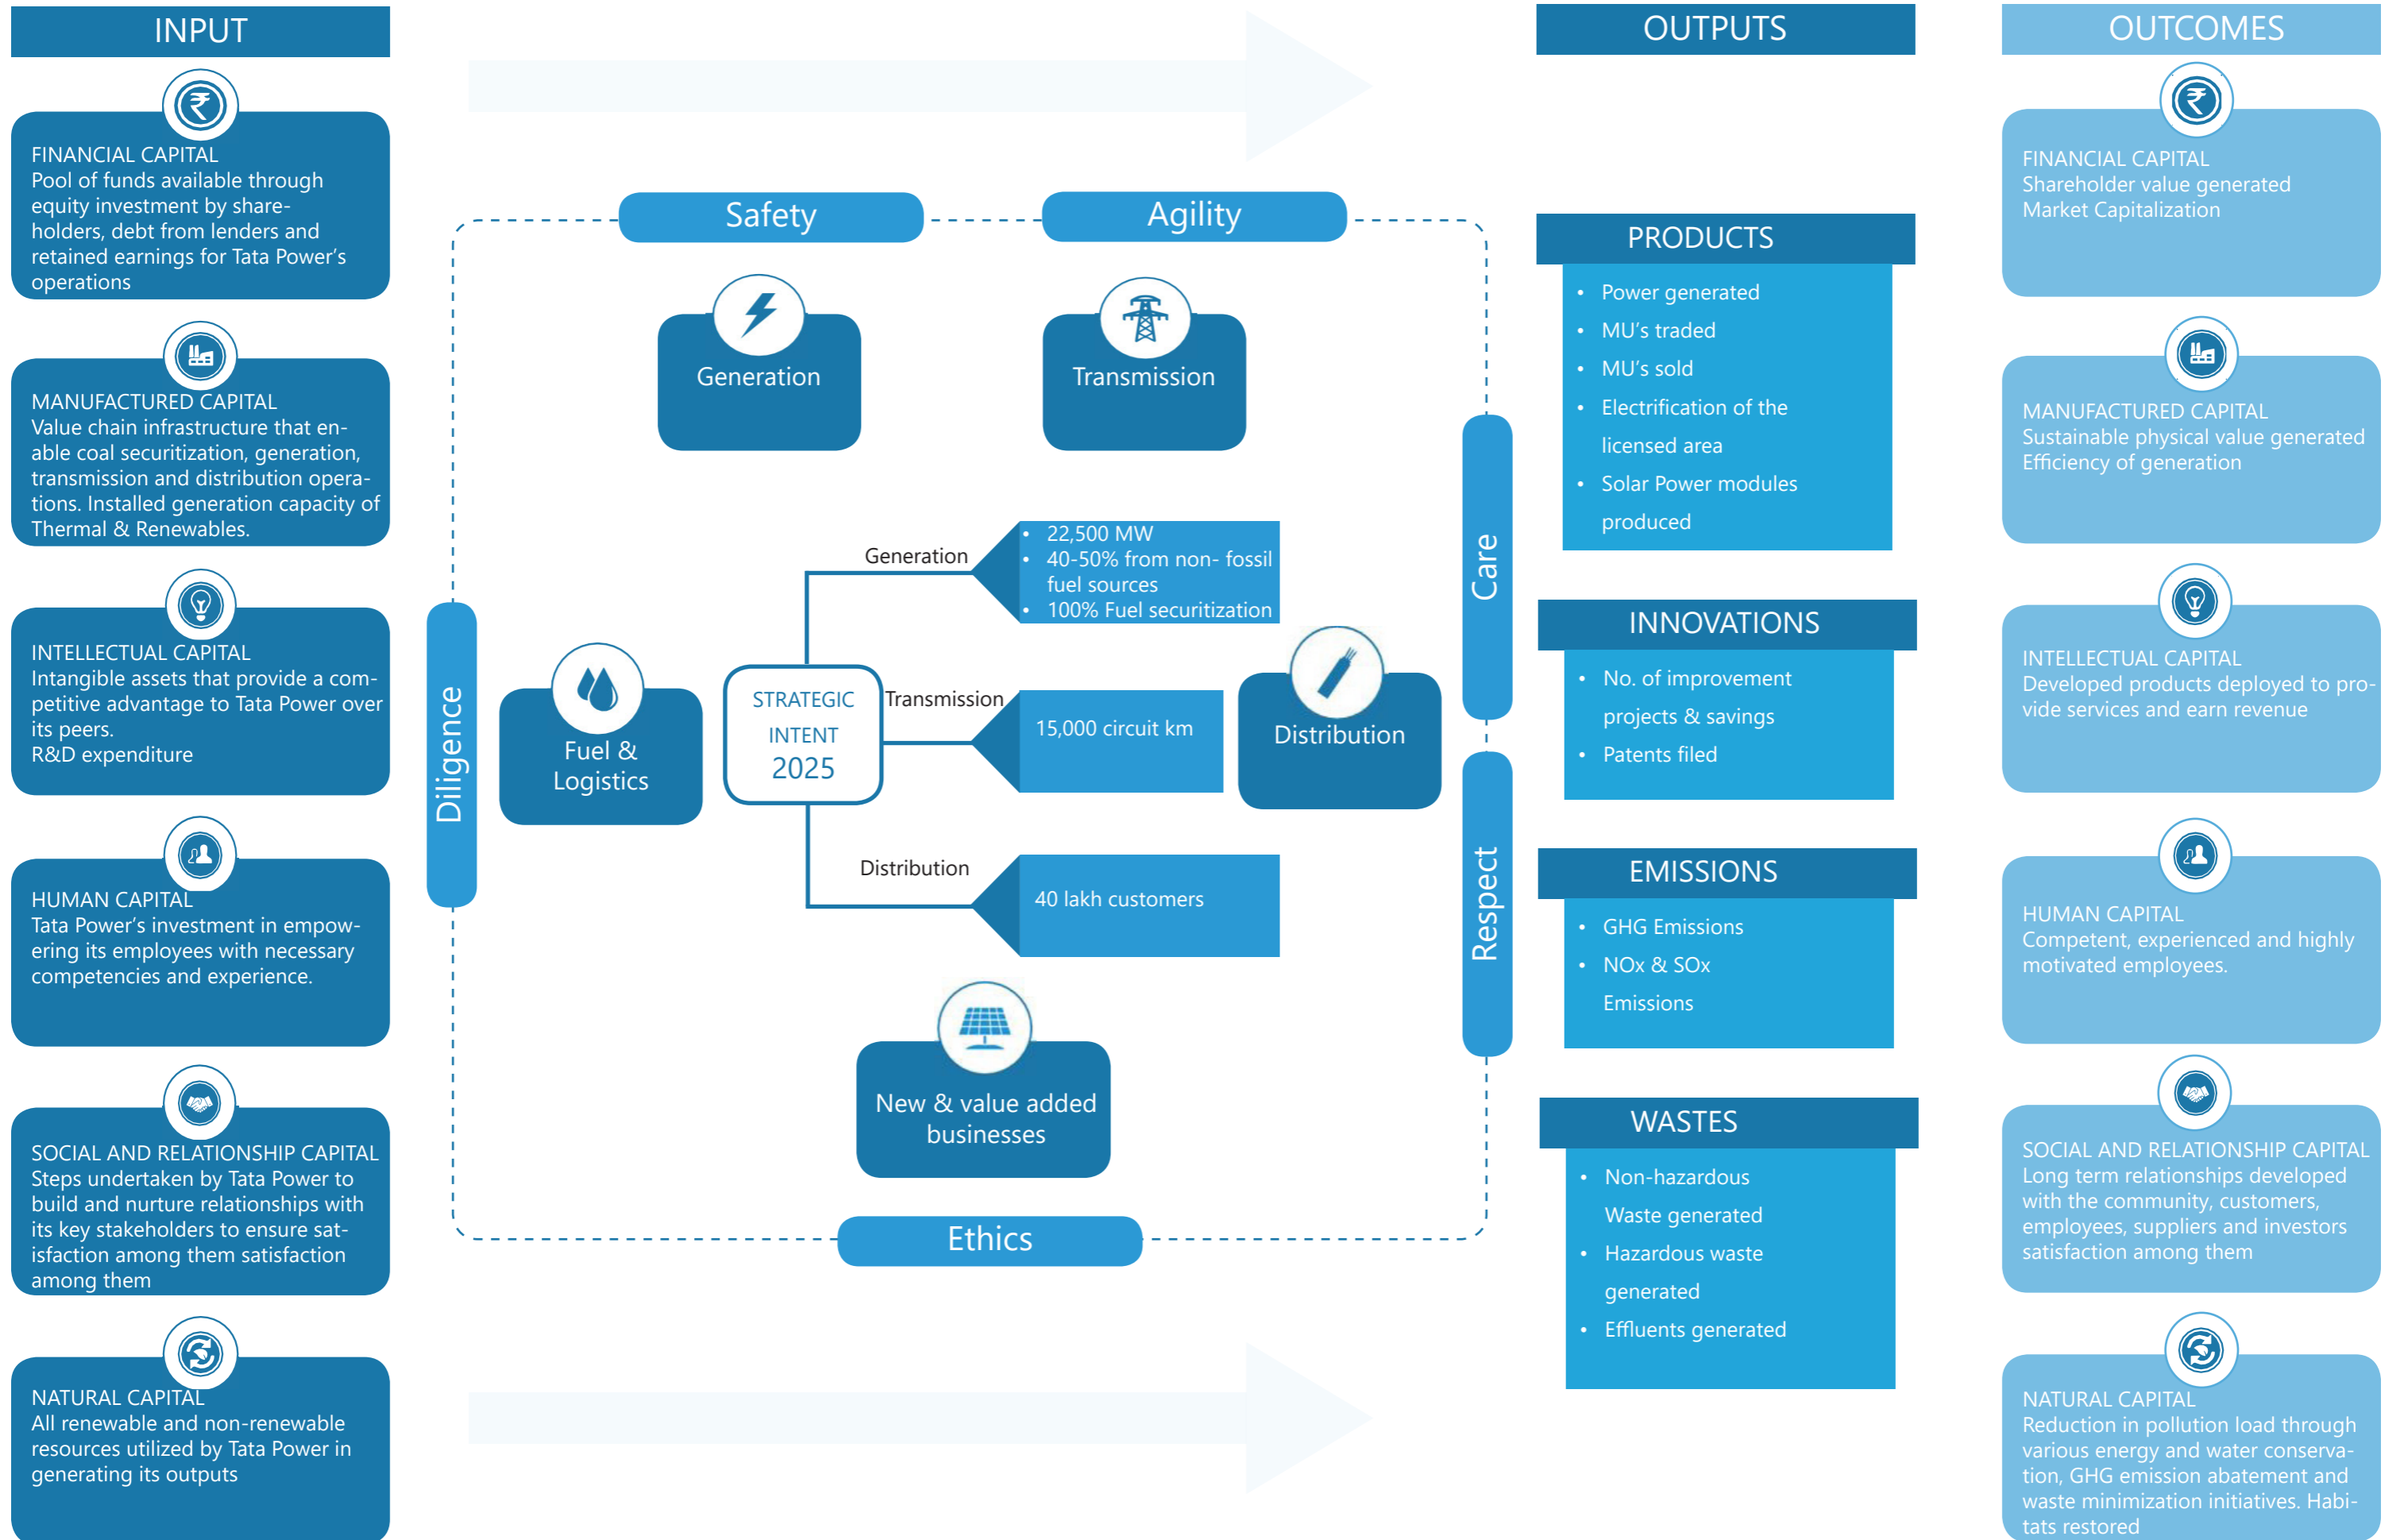 INPUT
FINANCIAL CAPITAL
Pool of funds available through
equity investment by share-
holders, debt from lenders and
retained earnings for Tata Power's
operations
MANUFACTURED CAPITAL
Value chain infrastructure that en-
able coal securitization, generation,
transmission and distribution opera-
tions. Installed generation capacity of
Thermal & Renewables.
INTELLECTUAL CAPITAL
Intangible assets that provide a com-
petitive advantage to Tata Power over
its peers.
R&D expenditure
HUMAN CAPITAL
Tata Power's investment in empow-
ering its employees with necessary
competencies and experience.
SOCIAL AND RELATIONSHIP CAPITAL
Steps undertaken by Tata Power to
build and nurture relationships with
its key stakeholders to ensure sat-
isfaction among them satisfaction
among them
NATURAL CAPITAL
All renewable and non-renewable
resources utilized by Tata Power in
generating its outputs
Safety
Agility
Diligence
Care
Respect
Ethics
Generation
Transmission
Fuel &
Logistics
STRATEGIC
INTENT
2025
Generation
• 22,500 MW
• 40-50% from non- fossil
fuel sources
• 100% Fuel securitization
Transmission
15,000 circuit km
Distribution
40 lakh customers
Distribution
New & value added
businesses
OUTPUTS
PRODUCTS
• Power generated
• MU's traded
• MU's sold
• Electrification of the
licensed area
• Solar Power modules
produced
INNOVATIONS
• No. of improvement
projects & savings
• Patents filed
EMISSIONS
• GHG Emissions
• NOx & SOx
Emissions
WASTES
• Non-hazardous
Waste generated
• Hazardous waste
generated
• Effluents generated
OUTCOMES
FINANCIAL CAPITAL
Shareholder value generated
Market Capitalization
MANUFACTURED CAPITAL
Sustainable physical value generated
Efficiency of generation
INTELLECTUAL CAPITAL
Developed products deployed to pro-
vide services and earn revenue
HUMAN CAPITAL
Competent, experienced and highly
motivated employees.
SOCIAL AND RELATIONSHIP CAPITAL
Long term relationships developed
with the community, customers,
employees, suppliers and investors
satisfaction among them
NATURAL CAPITAL
Reduction in pollution load through
various energy and water conserva-
tion, GHG emission abatement and
waste minimization initiatives. Habi-
tats restored